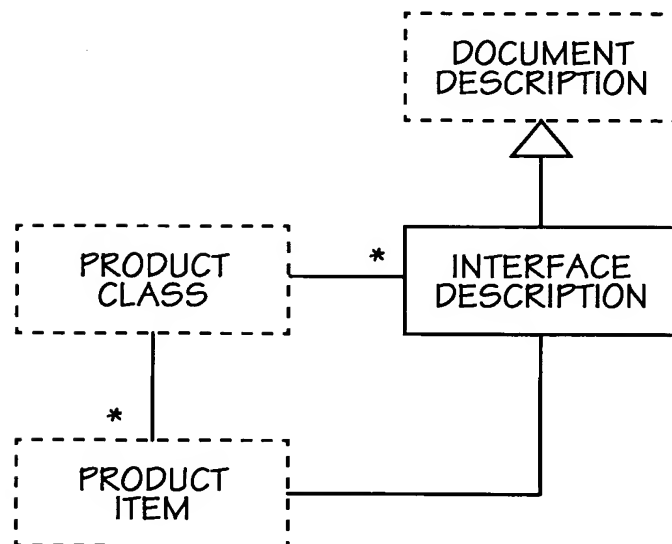 DOCUMENT
DESCRIPTION
PRODUCT
CLASS
*
INTERFACE
DESCRIPTION
*
PRODUCT
ITEM